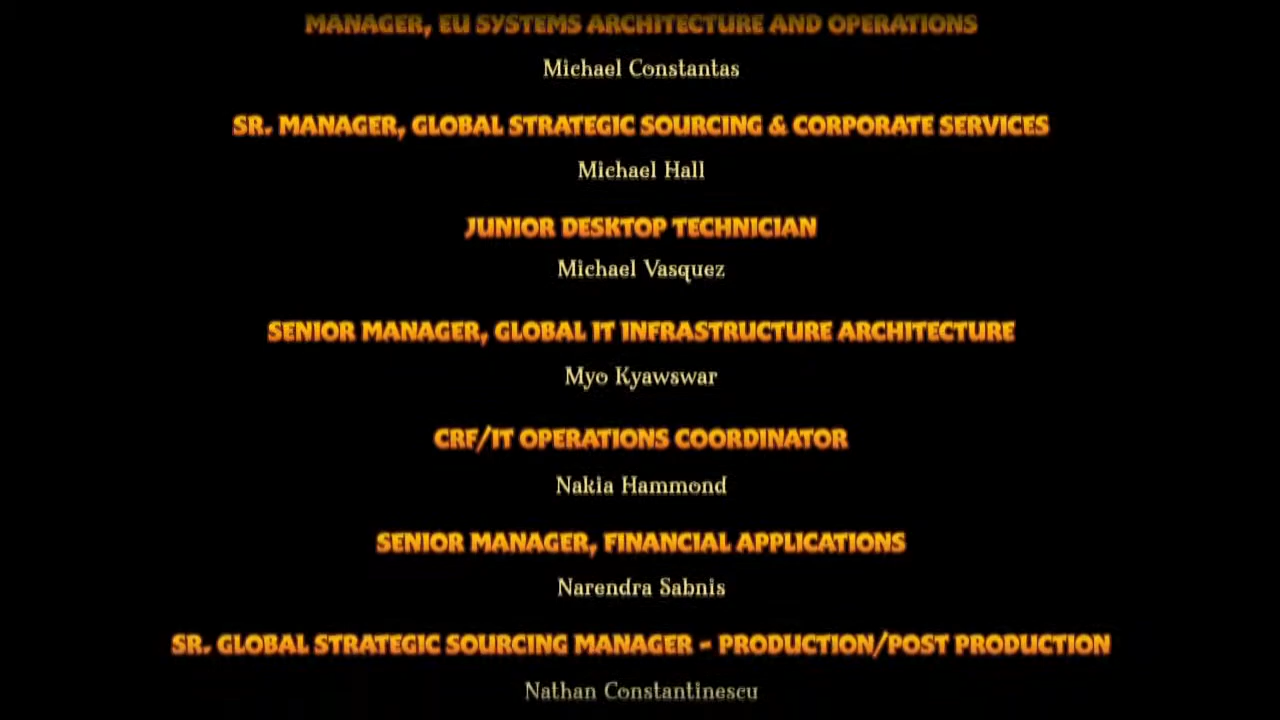 MANAGER, EU SYSTEMS ARCHITECTURE AND OPERATIONS
Michael Constantas
SR. MANAGER, GLOBAL STRATEGIC SOURCING & CORPORATE SERVICES
Michael Hall
JUNIOR DESKTOP TECHNICIAN
Michael Vasquez
SENIOR MANAGER, GLOBAL IT INFRASTRUCTURE ARCHITECTURE
Myo Kyawswar
CRF/IT OPERATIONS COORDINATOR
Nakia Hammond
SENIOR MANAGER, FINANCIAL APPLICATIONS
Narendra Sabnis
SR. GLOBAL STRATEGIC SOURCING MANAGER - PRODUCTION/POST PRODUCTION
Nathan Constantinescu